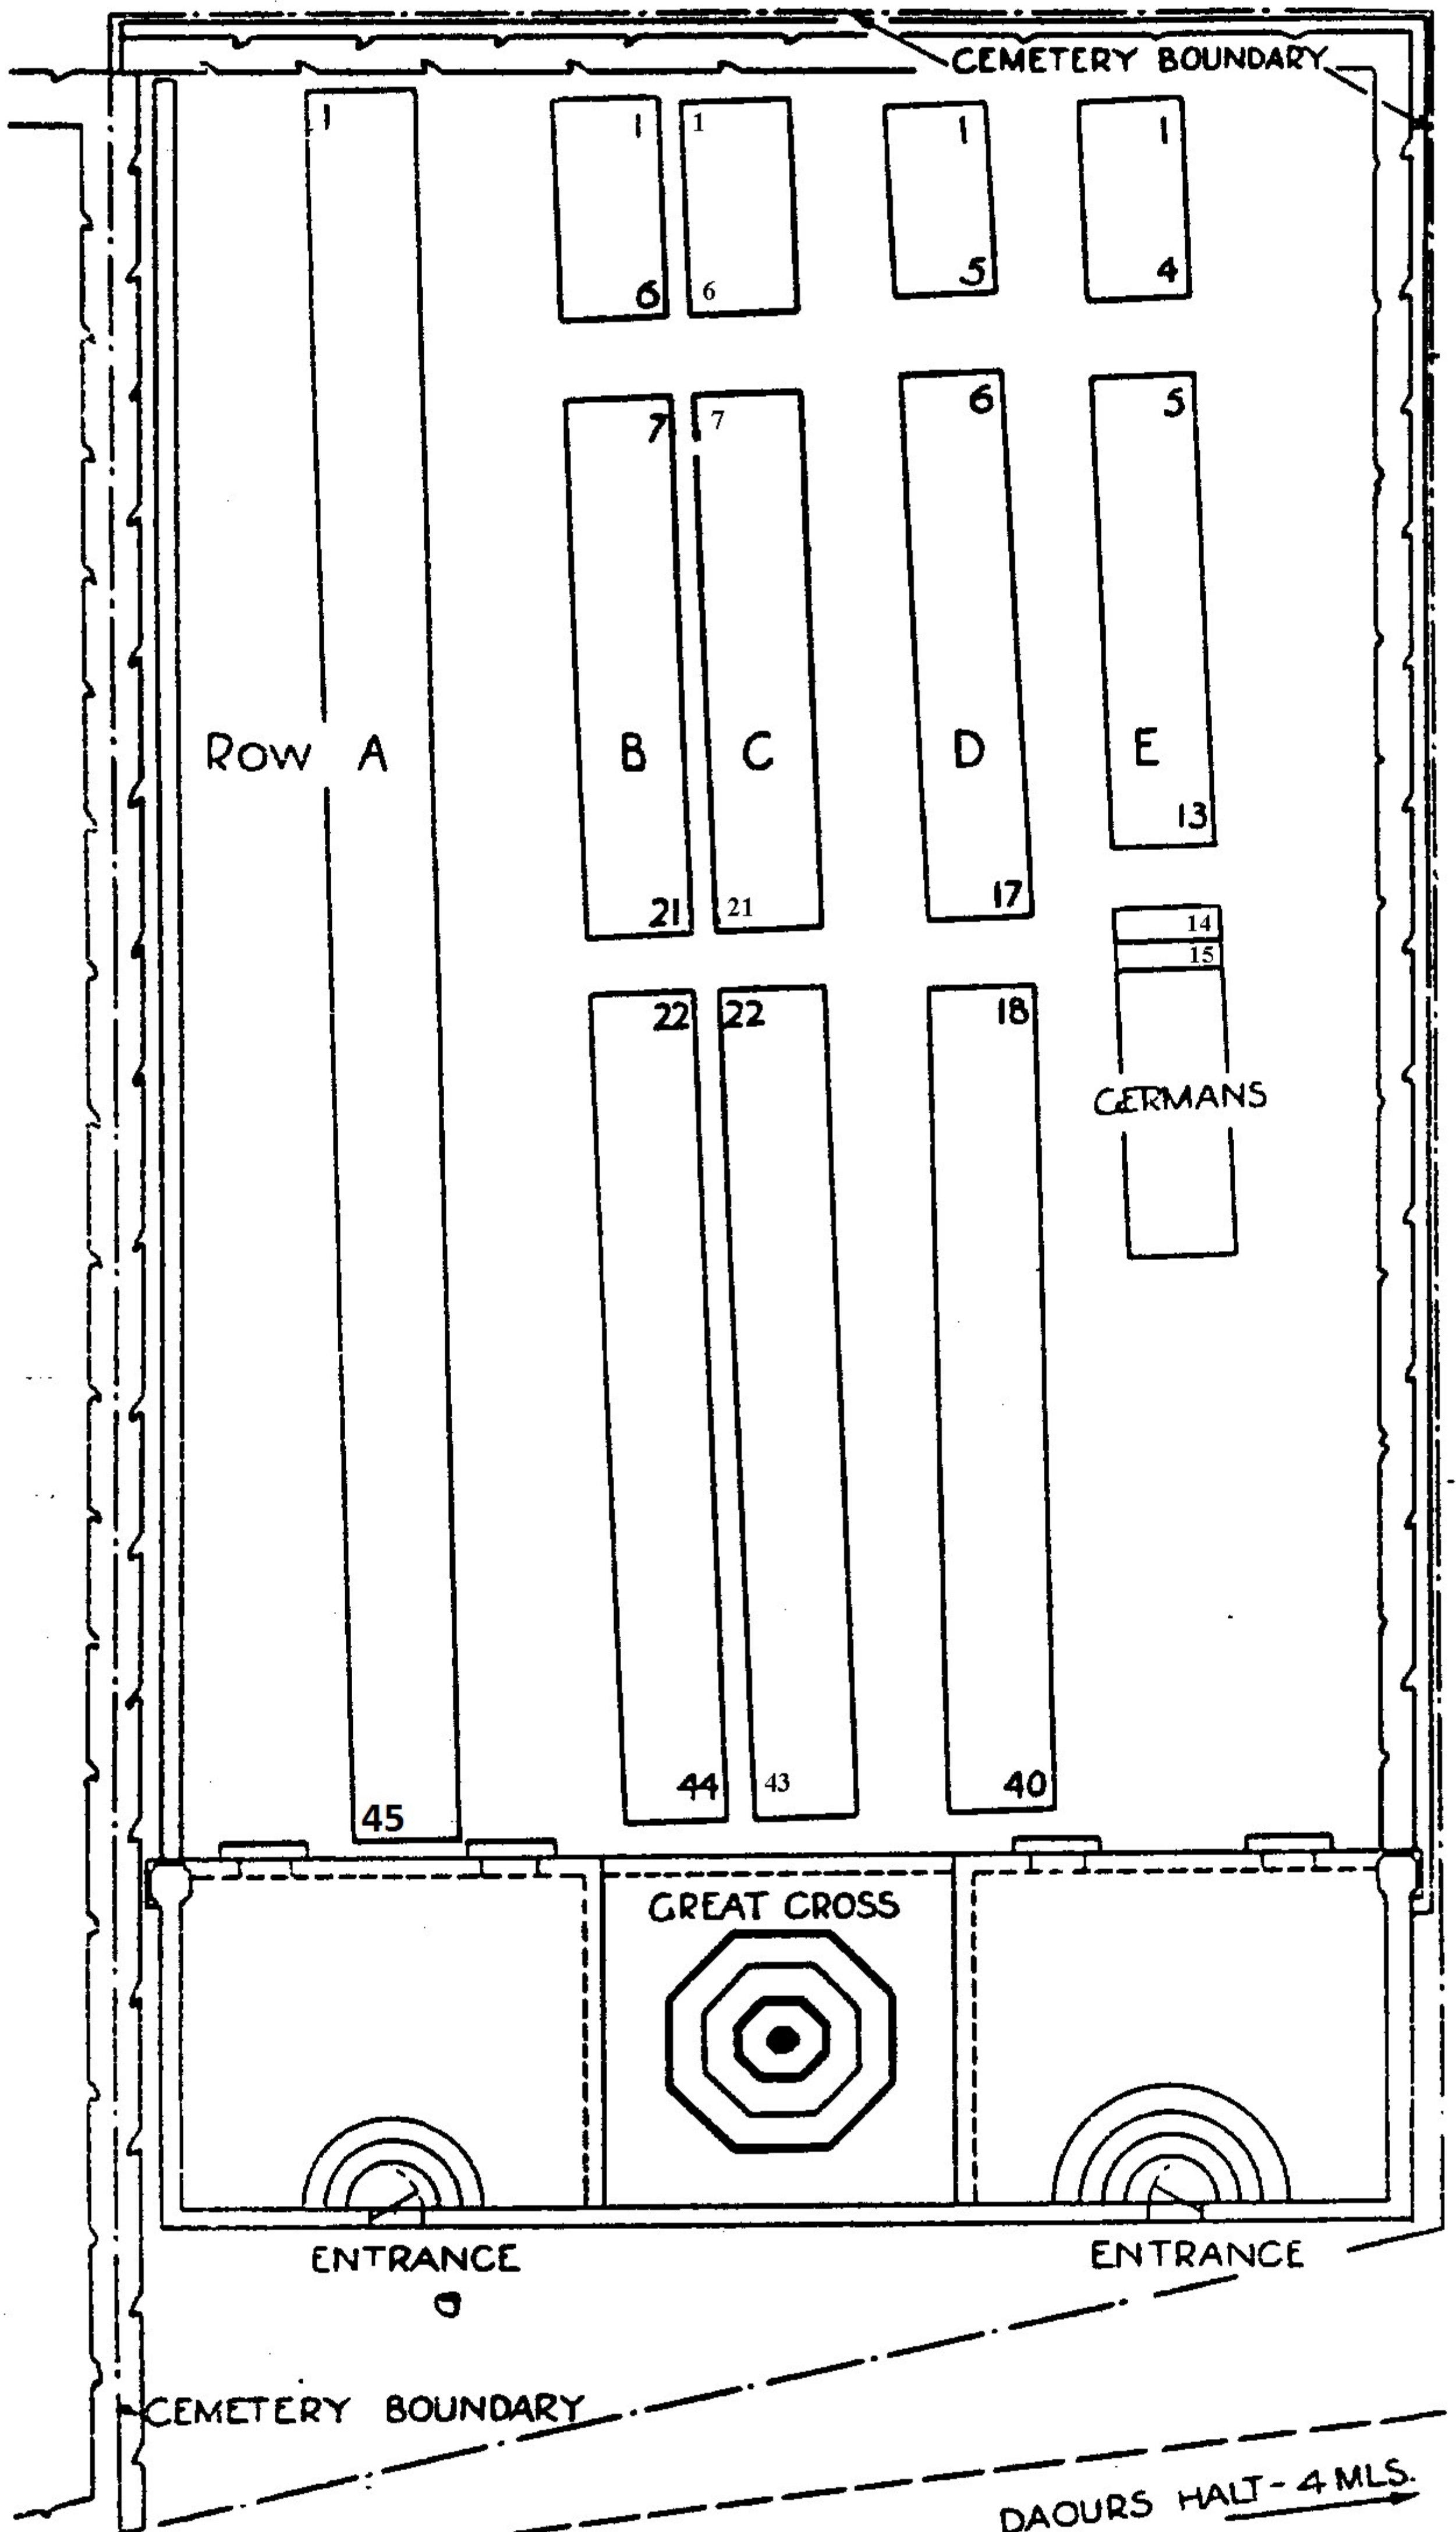 CEMETERY BOUNDARY
1 1 1 1 1
6 6 5 4
7 7 6 5
Row A B C D E
13
21 21 17
14
15
22 22 18
GERMANS
44 43 40
45
GREAT CROSS
ENTRANCE ENTRANCE
CEMETERY BOUNDARY
DAOURS HALT - 4 MLS.